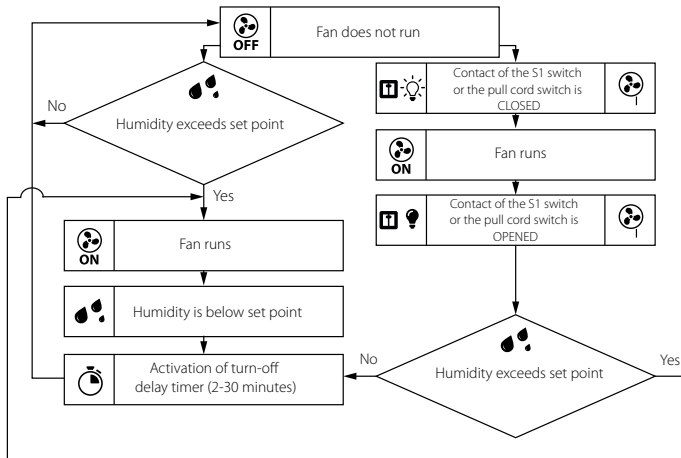 OFF
Fan does not run
No
Humidity exceeds set point
Yes
ON
Fan runs
Humidity is below set point
Activation of turn-off
delay timer (2-30 minutes)
Contact of the S1 switch
or the pull cord switch is
CLOSED
ON
Fan runs
Contact of the S1 switch
or the pull cord switch is
OPENED
No
Humidity exceeds set point
Yes